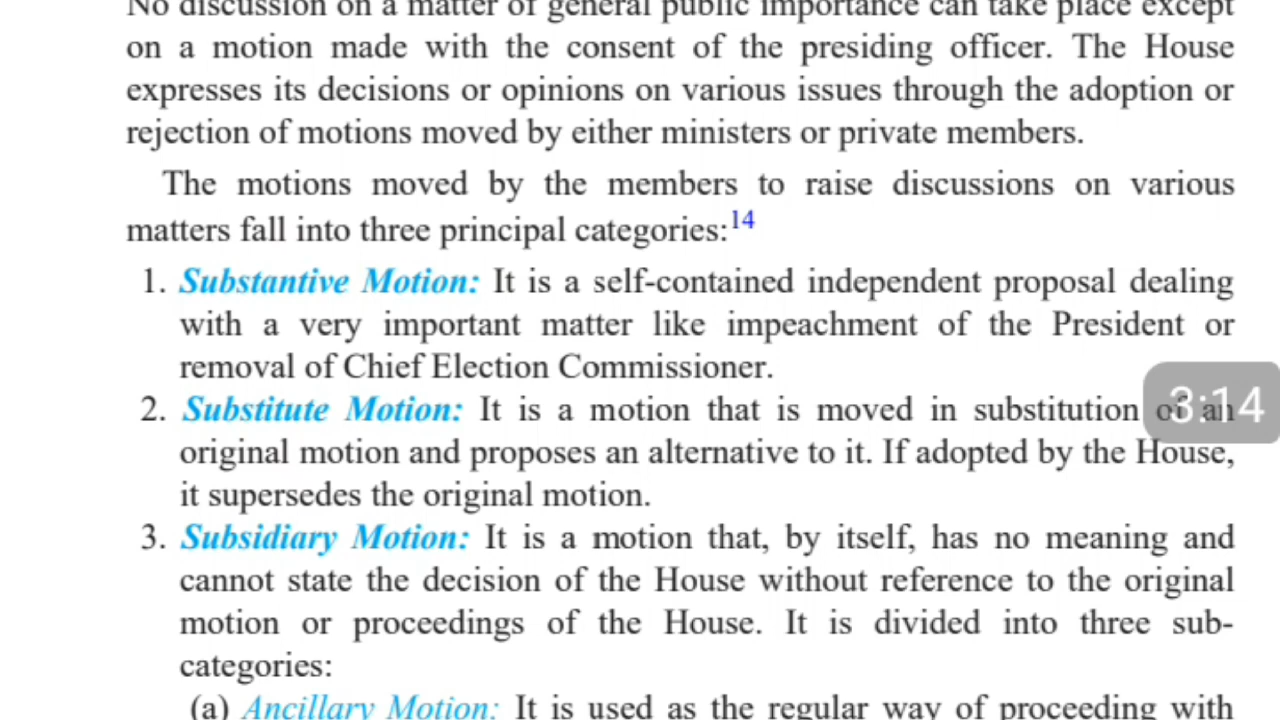 No discussion on a matter of general public importance can take place except
on a motion made with the consent of the presiding officer. The House
expresses its decisions or opinions on various issues through the adoption or
rejection of motions moved by either ministers or private members.
The motions moved by the members to raise discussions on various
matters fall into three principal categories:14
1. Substantive Motion: It is a self-contained independent proposal dealing
with a very important matter like impeachment of the President or
removal of Chief Election Commissioner.
2. Substitute Motion: It is a motion that is moved in substitution of an
3:14
original motion and proposes an alternative to it. If adopted by the House,
it supersedes the original motion.
3. Subsidiary Motion: It is a motion that, by itself, has no meaning and
cannot state the decision of the House without reference to the original
motion or proceedings of the House. It is divided into three sub-
categories:
(a) Ancillary Motion: It is used as the regular way of proceeding with